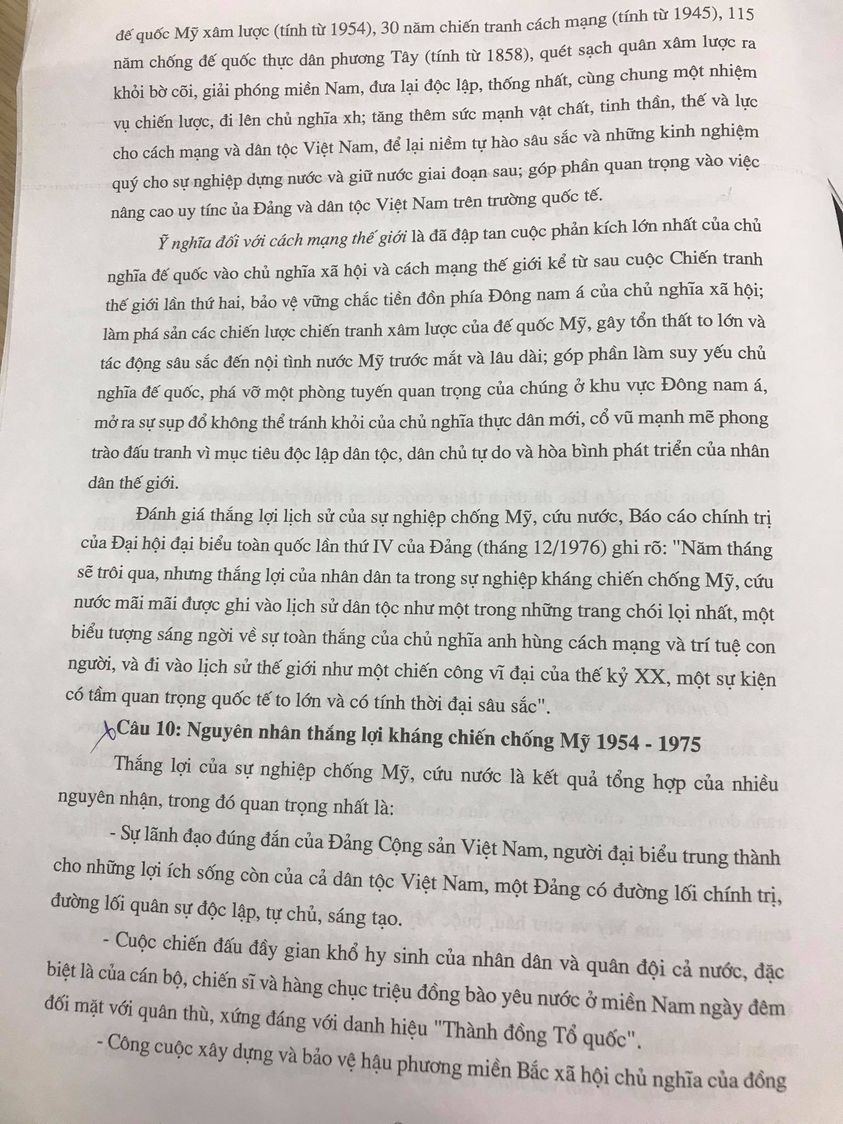 đế quốc Mỹ xâm lược (tính từ 1954), 30 năm chiến tranh cách mạng (tính từ 1945), 115
năm chống đế quốc thực dân phương Tây (tính từ 1858), quét sạch quân xâm lược ra
khỏi bờ cõi, giải phóng miền Nam, đưa lại độc lập, thống nhất, cùng chung một nhiệm
vụ chiến lược, đi lên chủ nghĩa xh; tăng thêm sức mạnh vật chất, tinh thần, thế và lực
cho cách mạng và dân tộc Việt Nam, để lại niềm tự hào sâu sắc và những kinh nghiệm
quý cho sự nghiệp dựng nước và giữ nước giai đoạn sau; góp phần quan trọng vào việc
nâng cao uy tínc ủa Đảng và dân tộc Việt Nam trên trường quốc tế.
Ỹ nghĩa đối với cách mạng thế giới là đã đập tan cuộc phản kích lớn nhất của chủ
nghĩa đế quốc vào chủ nghĩa xã hội và cách mạng thế giới kể từ sau cuộc Chiến tranh
thế giới lần thứ hai, bảo vệ vững chắc tiền đồn phía Đông nam á của chủ nghĩa xã hội;
làm phá sản các chiến lược chiến tranh xâm lược của đế quốc Mỹ, gây tổn thất to lớn và
tác động sâu sắc đến nội tình nước Mỹ trước mắt và lâu dài; góp phần làm suy yếu chủ
nghĩa đế quốc, phá vỡ một phòng tuyến quan trọng của chúng ở khu vực Đông nam á,
mở ra sự sụp đổ không thể tránh khỏi của chủ nghĩa thực dân mới, cổ vũ mạnh mẽ phong
trào đấu tranh vì mục tiêu độc lập dân tộc, dân chủ tự do và hòa bình phát triển của nhân
dân thế giới.
Đánh giá thắng lợi lịch sử của sự nghiệp chống Mỹ, cứu nước, Báo cáo chính trị
của Đại hội đại biểu toàn quốc lần thứ IV của Đảng (tháng 12/1976) ghi rõ: "Năm tháng
sẽ trôi qua, nhưng thắng lợi của nhân dân ta trong sự nghiệp kháng chiến chống Mỹ, cứu
nước mãi mãi được ghi vào lịch sử dân tộc như một trong những trang chói lọi nhất, một
biểu tượng sáng ngời về sự toàn thắng của chủ nghĩa anh hùng cách mạng và trí tuệ con
người, và đi vào lịch sử thế giới như một chiến công vĩ đại của thế kỷ XX, một sự kiện
có tầm quan trọng quốc tế to lớn và có tính thời đại sâu sắc".
Câu 10: Nguyên nhân thắng lợi kháng chiến chống Mỹ 1954 - 1975
Thắng lợi của sự nghiệp chống Mỹ, cứu nước là kết quả tổng hợp của nhiều
nguyên nhận, trong đó quan trọng nhất là:
- Sự lãnh đạo đúng đắn của Đảng Cộng sản Việt Nam, người đại biểu trung thành
cho những lợi ích sống còn của cả dân tộc Việt Nam, một Đảng có đường lối chính trị,
đường lối quân sự độc lập, tự chủ, sáng tạo.
- Cuộc chiến đấu đầy gian khổ hy sinh của nhân dân và quân đội cả nước, đặc
biệt là của cán bộ, chiến sĩ và hàng chục triệu đồng bào yêu nước ở miền Nam ngày đêm
đối mặt với quân thù, xứng đáng với danh hiệu "Thành đồng Tổ quốc".
- Công cuộc xây dựng và bảo vệ hậu phương miền Bắc xã hội chủ nghĩa của đồng